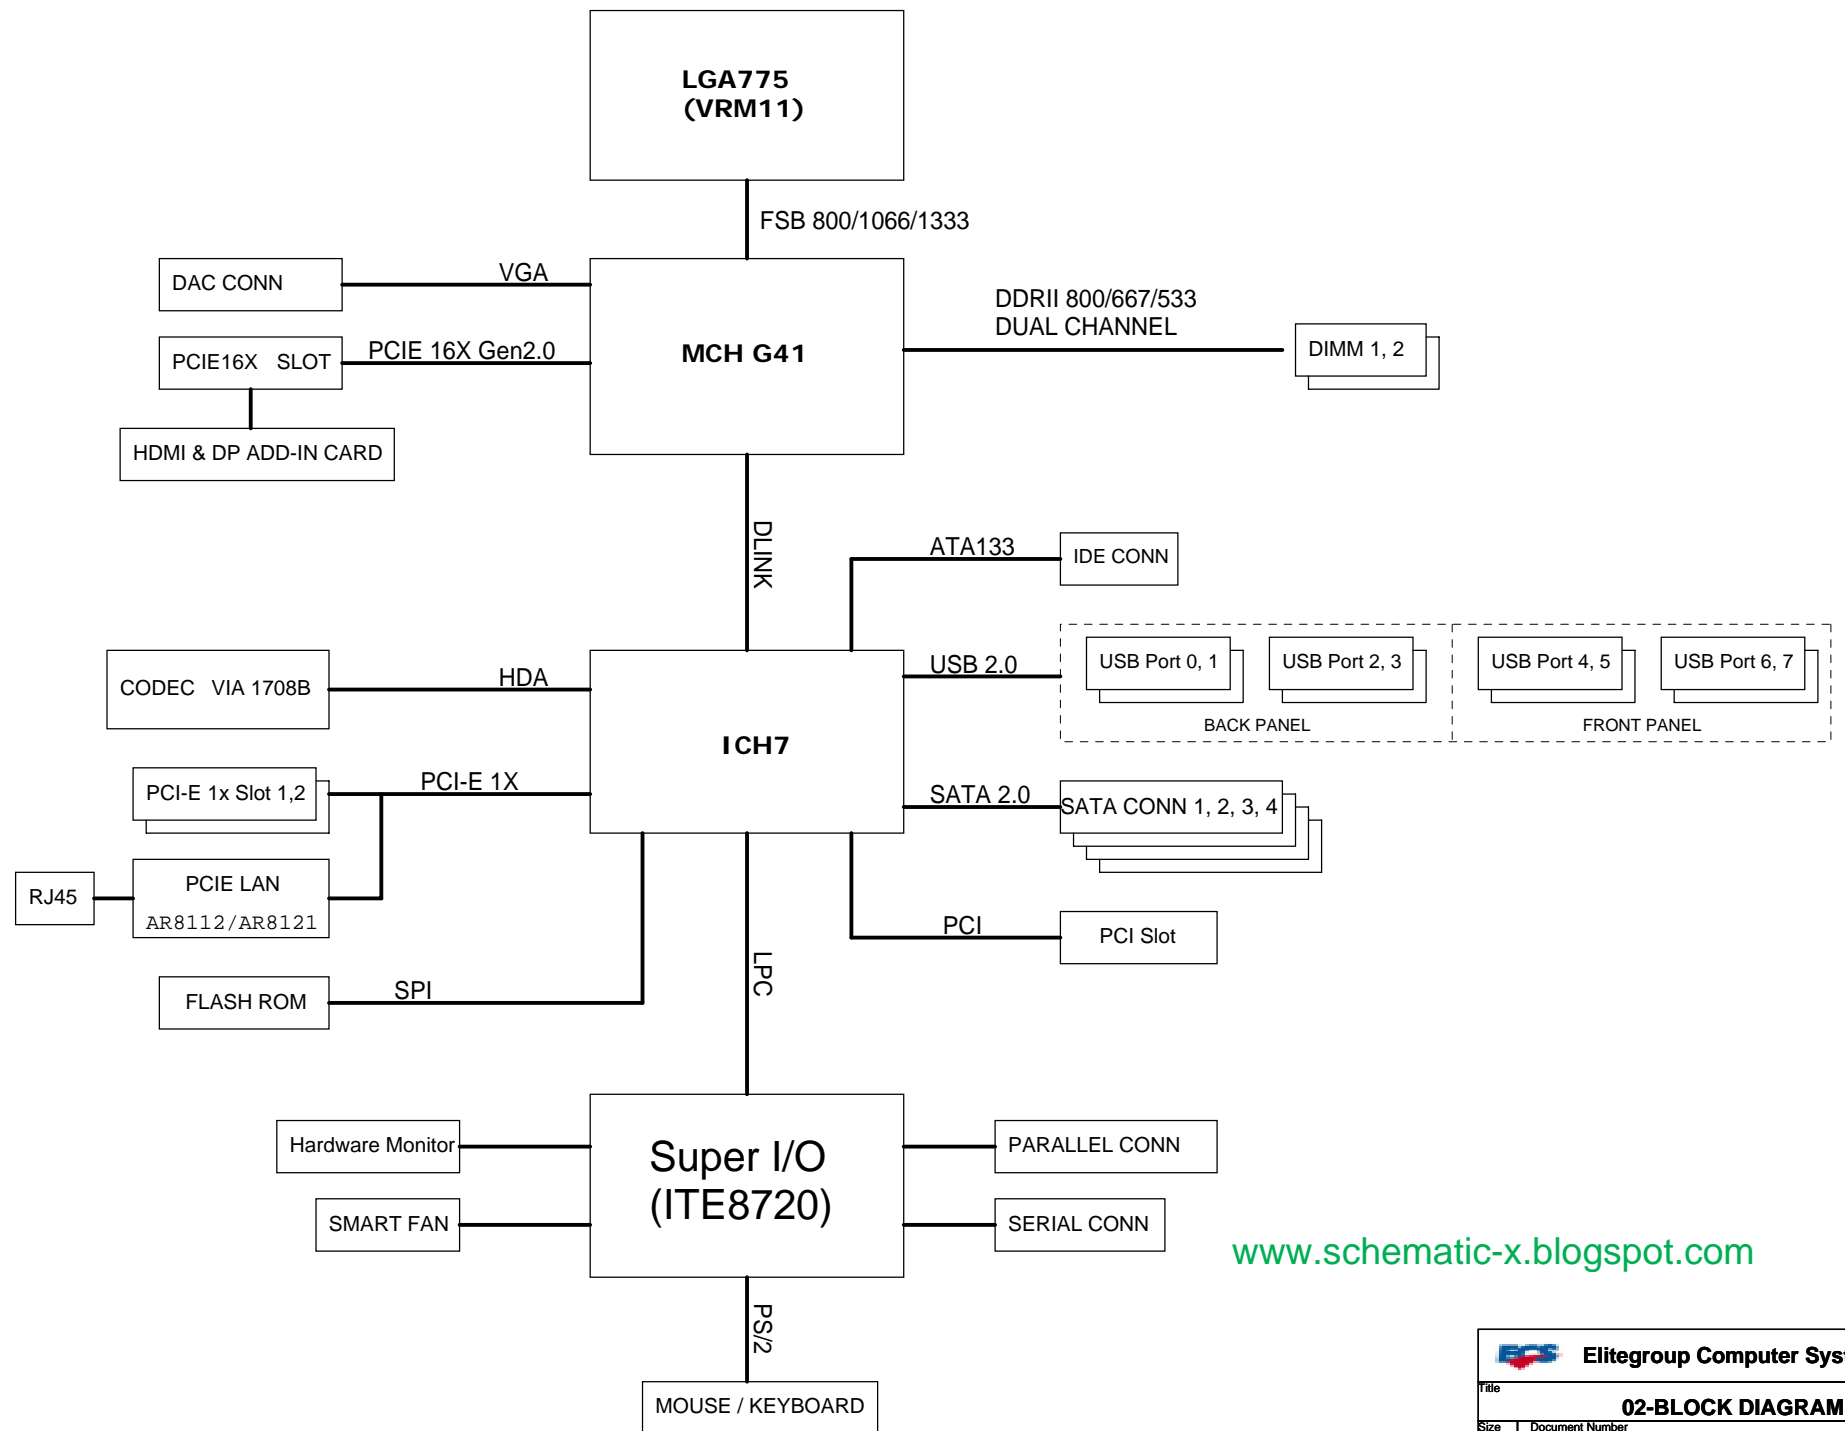 LGA775
(VRM11)
FSB 800/1066/1333
DAC CONN
VGA
PCIE16X SLOT
PCIE 16X Gen2.0
MCH G41
DDRII 800/667/533
DUAL CHANNEL
DIMM 1, 2
HDMI & DP ADD-IN CARD
DLINK
ATA133
IDE CONN
CODEC VIA 1708B
HDA
ICH7
USB 2.0
USB Port 0, 1
USB Port 2, 3
USB Port 4, 5
USB Port 6, 7
BACK PANEL
FRONT PANEL
PCI-E 1x Slot 1,2
PCI-E 1X
SATA 2.0
SATA CONN 1, 2, 3, 4
RJ45
PCIE LAN
AR8112/AR8121
PCI
PCI Slot
FLASH ROM
SPI
LPC
Hardware Monitor
SMART FAN
Super I/O
(ITE8720)
PARALLEL CONN
SERIAL CONN
www.schematic-x.blogspot.com
PS/2
MOUSE / KEYBOARD
ECS
Elitegroup Computer Syst
Title
02-BLOCK DIAGRAM
Size
Document Number